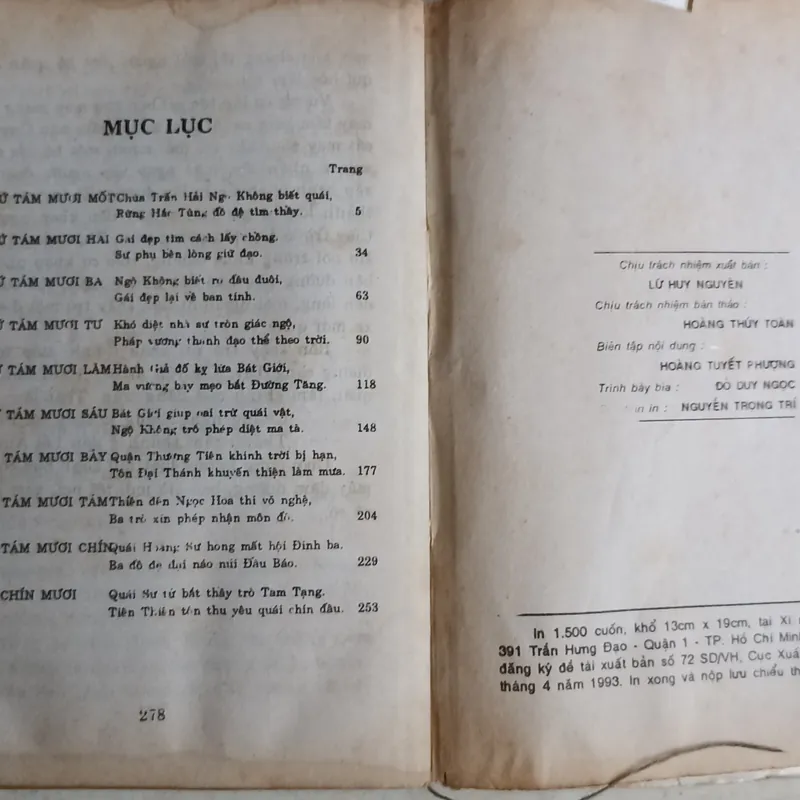 MỤC LỤC
Trang
TÁM MƯƠI MỐT Chùa Trấn Hải Ngộ Không biết quái,
Rừng Hắc Tùng đồ đệ tìm thầy. 5
TÁM MƯƠI HAI Gái đẹp tìm cách lấy chồng.
Sư phụ bền lòng giữ đạo. 34
TÁM MƯƠI BA Ngộ Không biết rõ đầu đuôi,
Gái đẹp lại về bản tính. 63
TÁM MƯƠI TƯ Khó diệt nhà sư tròn giác ngộ,
Pháp vương thành đạo thể theo trời. 90
TÁM MƯƠI LĂM Hành giả đố kỵ lừa Bát Giới,
Ma vương bày mẹo bắt Đường Tăng. 118
TÁM MƯƠI SÁU Bát Giới giúp oai trừ quái vật,
Ngộ Không trổ phép diệt ma tà. 148
TÁM MƯƠI BẢY Quận Thượng Tiên khinh trời bị hạn,
Tôn Đại Thánh khuyến thiện làm mưa. 177
TÁM MƯƠI TÁM Thiền đến Ngọc Hoa thi võ nghệ,
Ba trò xin phép nhận môn đồ. 204
TÁM MƯƠI CHÍN Quái Hoàng Sư hỏng mất hội Đinh ba.
Ba đồ đệ đại náo núi Đầu Báo. 229
CHÍN MƯƠI Quái Sư tử bắt thầy trò Tam Tạng.
Tiên Thiên tôn thu yêu quái chín đầu. 253
278
Chịu trách nhiệm xuất bản :
LỮ HUY NGUYÊN
Chịu trách nhiệm bản thảo :
HOÀNG THÚY TOÀN
Biên tập nội dung :
HOÀNG TUYẾT PHƯỢNG
Trình bày bìa : ĐỖ DUY NGỌC
in : NGUYỄN TRỌNG TRÍ
In 1.500 cuốn, khổ 13cm x 19cm, tại Xí
391 Trần Hưng Đạo - Quận 1 - TP. Hồ Chí Minh
đăng ký đề tài xuất bản số 72 SD/VH, Cục Xuất
tháng 4 năm 1993. In xong và nộp lưu chiểu